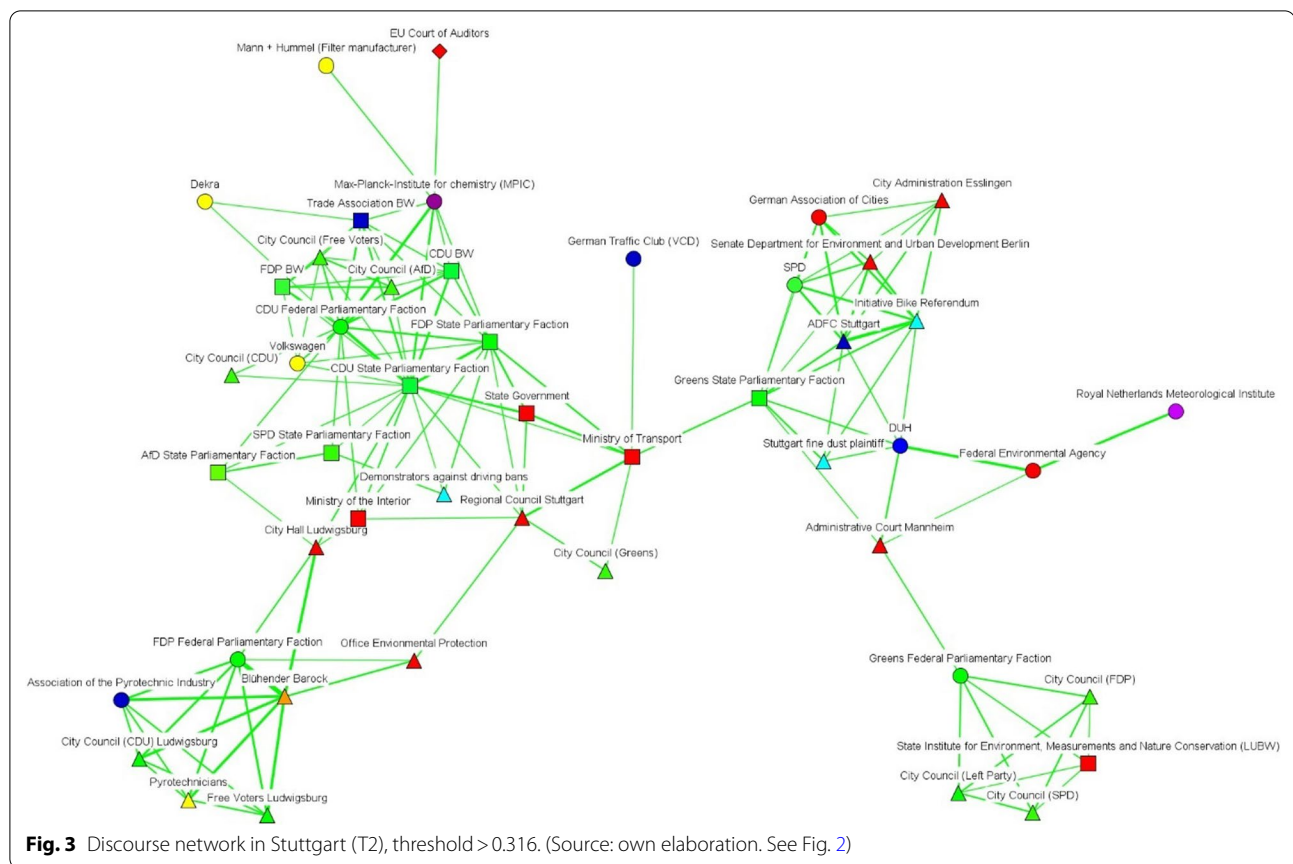 EU Court of Auditors
Mann + Hummel (Filter manufacturer)
Dekra
Max-Planck-Institute for chemistry (MPIC)
Trade Association BW
City Council (Free Voters)
FDP BW
City Council (AfD)
CDU BW
CDU Federal Parliamentary Faction
FDP State Parliamentary Faction
Volkswagen
City Council (CDU)
CDU State Parliamentary Faction
State Government
German Traffic Club (VCD)
Ministry of Transport
SPD State Parliamentary Faction
AfD State Parliamentary Faction
Demonstrators against driving bans
Ministry of the Interior
Regional Council Stuttgart
City Hall Ludwigsburg
City Council (Greens)
FDP Federal Parliamentary Faction
Office Envionmental Protection
Association of the Pyrotechnic Industry
Blühender Barock
City Council (CDU) Ludwigsburg
Pyrotechnicians
Free Voters Ludwigsburg
City Administration Esslingen
German Association of Cities
Senate Department for Environment and Urban Development Berlin
SPD
Initiative Bike Referendum
ADFC Stuttgart
Greens State Parliamentary Faction
Royal Netherlands Meteorological Institute
DUH
Stuttgart fine dust plaintiff
Federal Environmental Agency
Administrative Court Mannheim
Greens Federal Parliamentary Faction
City Council (FDP)
State Institute for Environment, Measurements and Nature Conservation (LUBW)
City Council (Left Party)
City Council (SPD)
Fig. 3 Discourse network in Stuttgart (T2), threshold > 0.316. (Source: own elaboration. See Fig. 2)